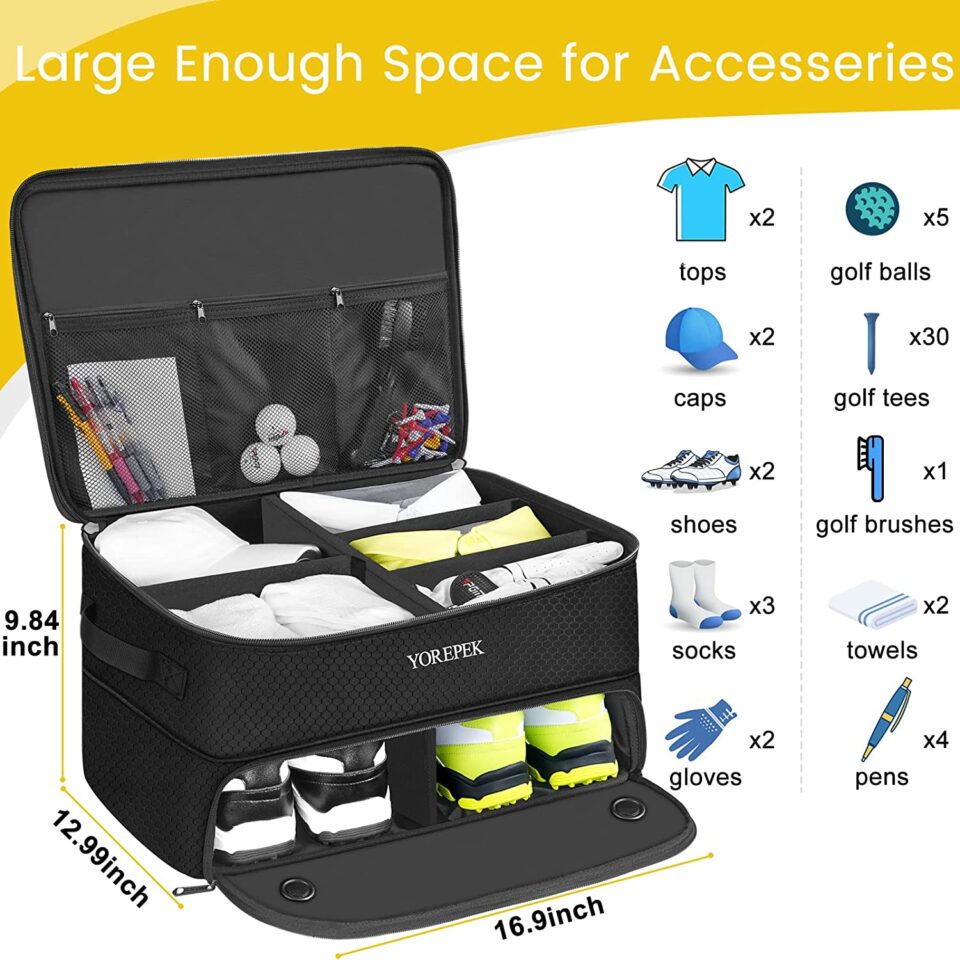 Large Enough Space for Accesseries
x2
tops
x5
golf balls
x2
caps
x30
golf tees
x2
shoes
x1
golf brushes
x3
socks
x2
towels
x2
gloves
x4
pens
9.84
inch
YOREPEK
12.99inch
16.9inch